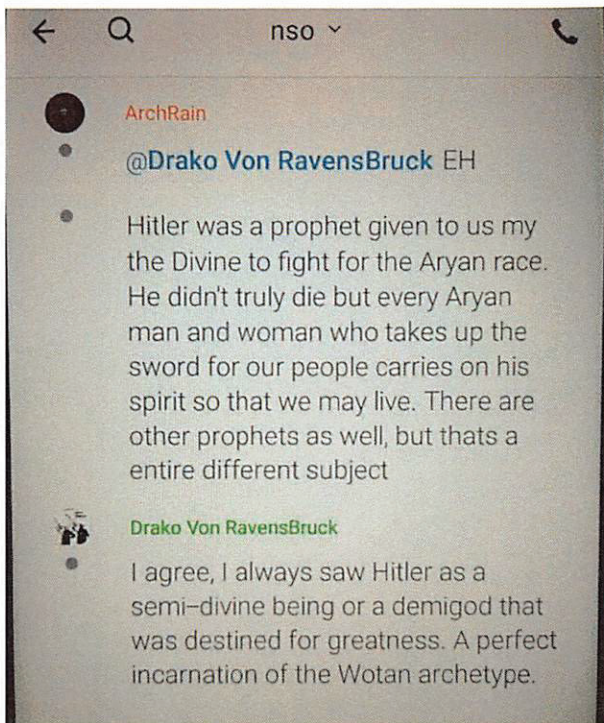 nso
ArchRain
@Drako Von RavensBruck EH
Hitler was a prophet given to us my
the Divine to fight for the Aryan race.
He didn't truly die but every Aryan
man and woman who takes up the
sword for our people carries on his
spirit so that we may live. There are
other prophets as well, but thats a
entire different subject
Drako Von RavensBruck
I agree, I always saw Hitler as a
semi-divine being or a demigod that
was destined for greatness. A perfect
incarnation of the Wotan archetype.